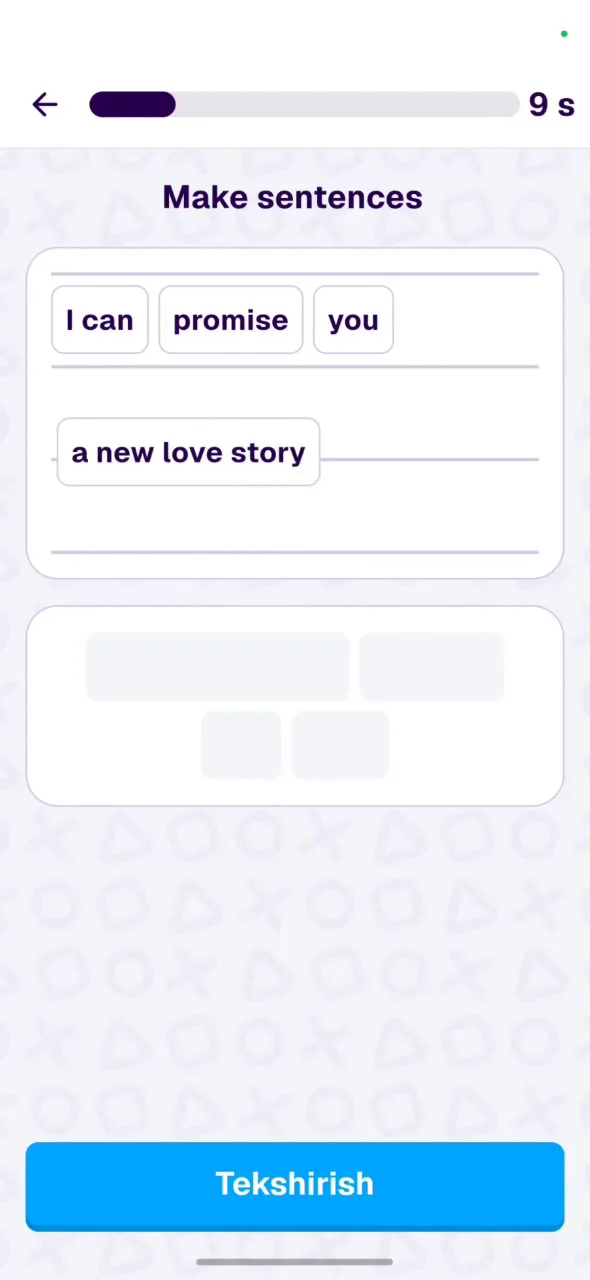 9 s
Make sentences
I can promise you
a new love story
Tekshirish